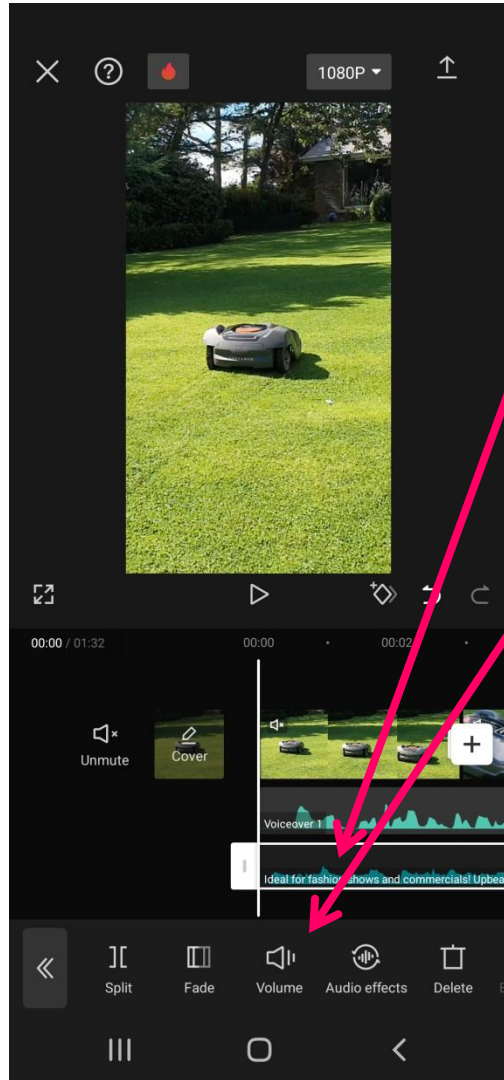 1080P
00:00 / 01:32
00:00
00:02
Unmute
Cover
Voiceover 1
Ideal for fashion shows and commercials! Upbea
Split
Fade
Volume
Audio effects
Delete